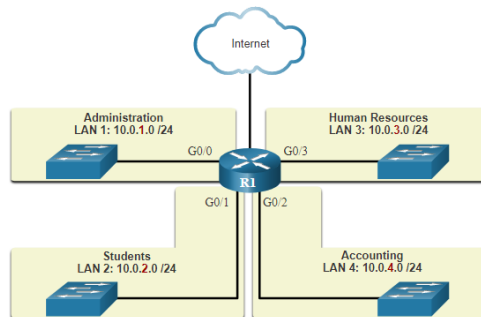 Internet
Administration
LAN 1: 10.0.1.0 /24
Human Resources
LAN 3: 10.0.3.0 /24
G0/0
G0/3
R1
G0/1
G0/2
Students
LAN 2: 10.0.2.0 /24
Accounting
LAN 4: 10.0.4.0 /24